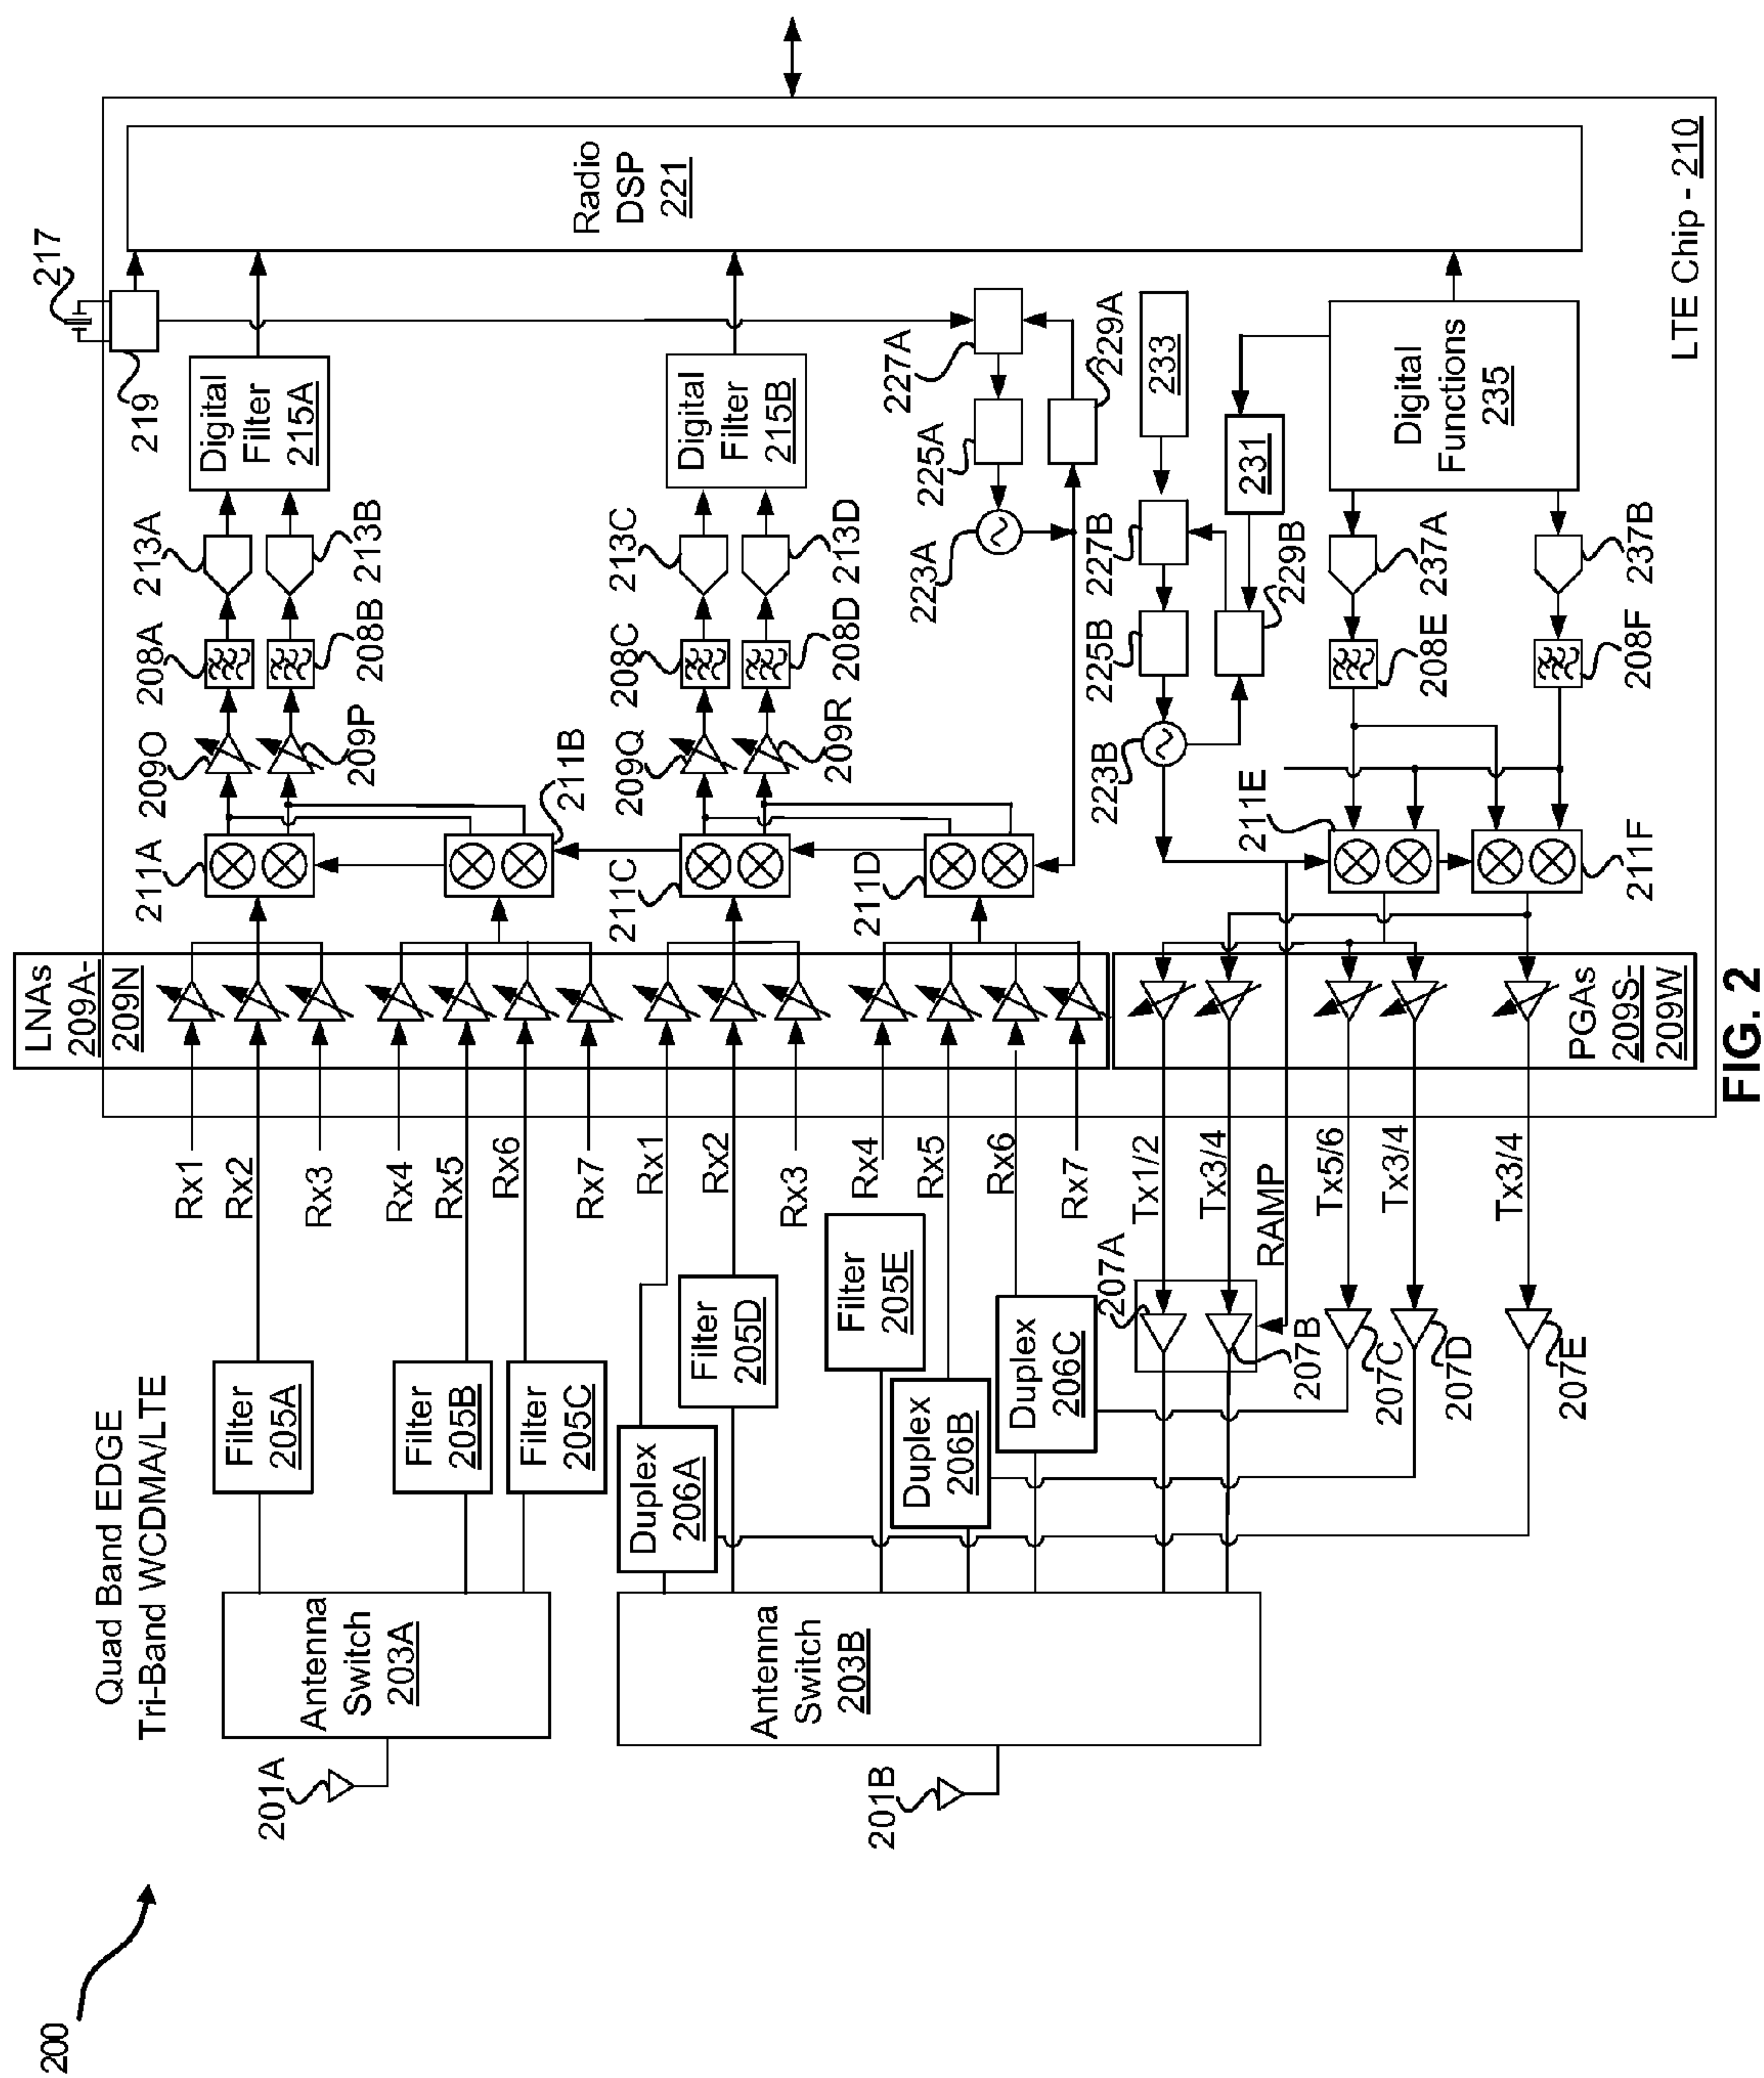 200
Quad Band EDGE
Tri-Band WCDMA/LTE
201A
Antenna
Switch
203A
201B
Antenna
Switch
203B
Filter
205A
Filter
205B
Filter
205C
Duplex
206A
Filter
205D
Filter
205E
Duplex
206B
Duplex
206C
207A
207B
207C
207D
207E
Rx1
Rx2
Rx3
Rx4
Rx5
Rx6
Rx7
Rx1
Rx2
Rx3
Rx4
Rx5
Rx6
Rx7
Tx1/2
Tx3/4
RAMP
Tx5/6
Tx3/4
Tx3/4
LNAs
209A-
209N
PGAs
209S-
209W
211A
211B
211C
211D
211E
211F
209O
209P
209Q
209R
208A
208B
208C
208D
208E
208F
213A
213B
213C
213D
223A
223B
225A
225B
227A
227B
229A
229B
231
233
237A
237B
Digital
Filter
215A
Digital
Filter
215B
Digital
Functions
235
217
219
Radio
DSP
221
LTE Chip - 210
FIG. 2